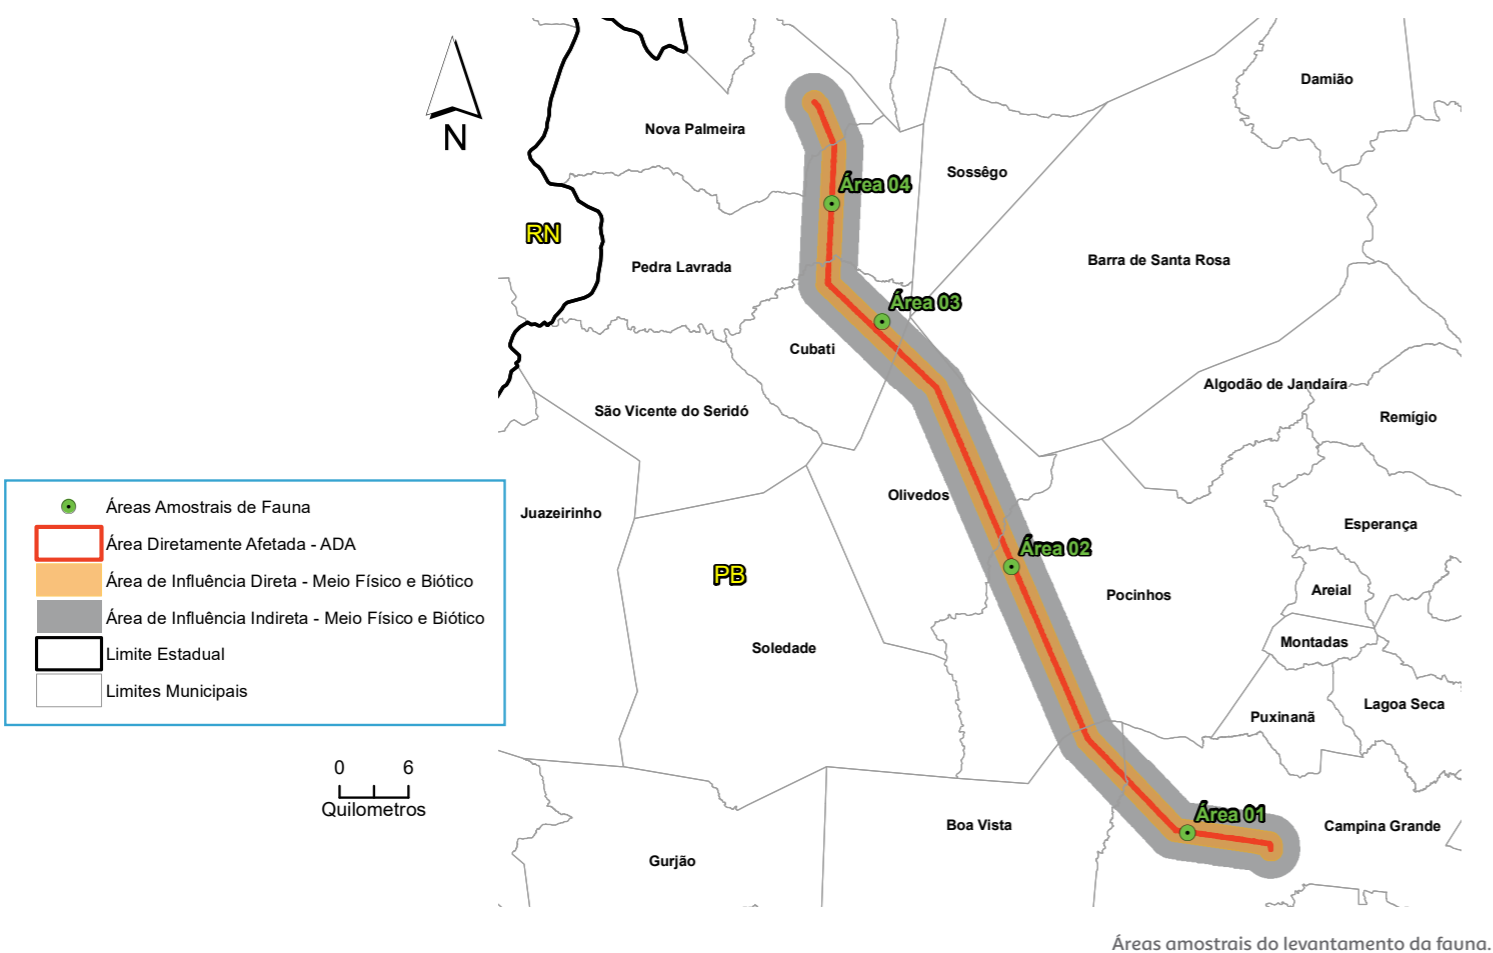 Damião
Nova Palmeira
N
Sossêgo
Área 04
RN
Barra de Santa Rosa
Pedra Lavrada
Área 03
Cubati
Algodão de Jandaíra
São Vicente do Seridó
Remígio
Olivedos
Juazeirinho
Esperança
Área 02
PB
Areial
Pocinhos
Montadas
Soledade
Lagoa Seca
Puxinanã
Áreas Amostrais de Fauna
Área Diretamente Afetada - ADA
Área de Influência Direta - Meio Físico e Biótico
Área de Influência Indireta - Meio Físico e Biótico
Limite Estadual
Limites Municipais
0 6
Quilometros
Área 01
Boa Vista
Campina Grande
Gurjão
Áreas amostrais do levantamento da fauna.